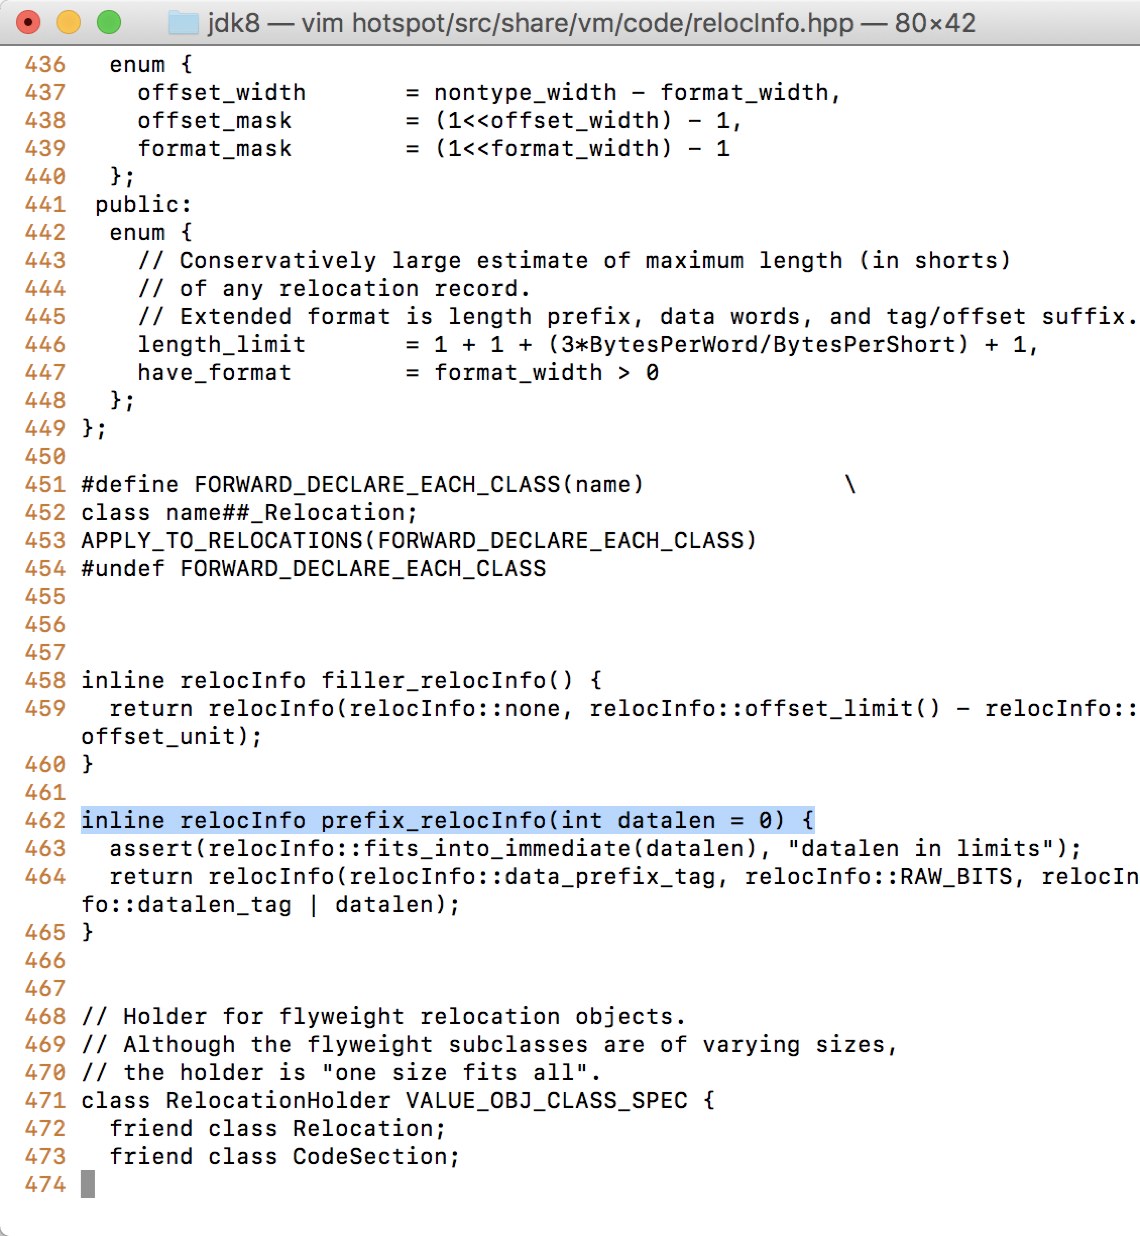 jdk8 — vim hotspot/src/share/vm/code/relocInfo.hpp — 80×42
436   enum {
437     offset_width       = nontype_width - format_width,
438     offset_mask        = (1<<offset_width) - 1,
439     format_mask        = (1<<format_width) - 1
440   };
441  public:
442   enum {
443     // Conservatively large estimate of maximum length (in shorts)
444     // of any relocation record.
445     // Extended format is length prefix, data words, and tag/offset suffix.
446     length_limit       = 1 + 1 + (3*BytesPerWord/BytesPerShort) + 1,
447     have_format        = format_width > 0
448   };
449 };
450
451 #define FORWARD_DECLARE_EACH_CLASS(name)              \
452 class name##_Relocation;
453 APPLY_TO_RELOCATIONS(FORWARD_DECLARE_EACH_CLASS)
454 #undef FORWARD_DECLARE_EACH_CLASS
455
456
457
458 inline relocInfo filler_relocInfo() {
459   return relocInfo(relocInfo::none, relocInfo::offset_limit() - relocInfo::
offset_unit);
460 }
461
462 inline relocInfo prefix_relocInfo(int datalen = 0) {
463   assert(relocInfo::fits_into_immediate(datalen), "datalen in limits");
464   return relocInfo(relocInfo::data_prefix_tag, relocInfo::RAW_BITS, relocIn
fo::datalen_tag | datalen);
465 }
466
467
468 // Holder for flyweight relocation objects.
469 // Although the flyweight subclasses are of varying sizes,
470 // the holder is "one size fits all".
471 class RelocationHolder VALUE_OBJ_CLASS_SPEC {
472   friend class Relocation;
473   friend class CodeSection;
474